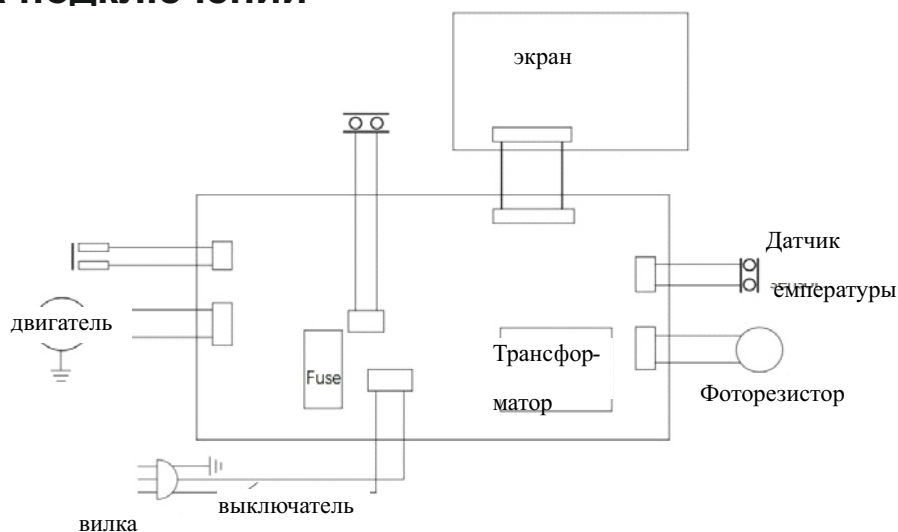 экран
Датчик
емпературы
двигатель
Fuse
Трансфор-
матор
Фоторезистор
выключатель
вилка